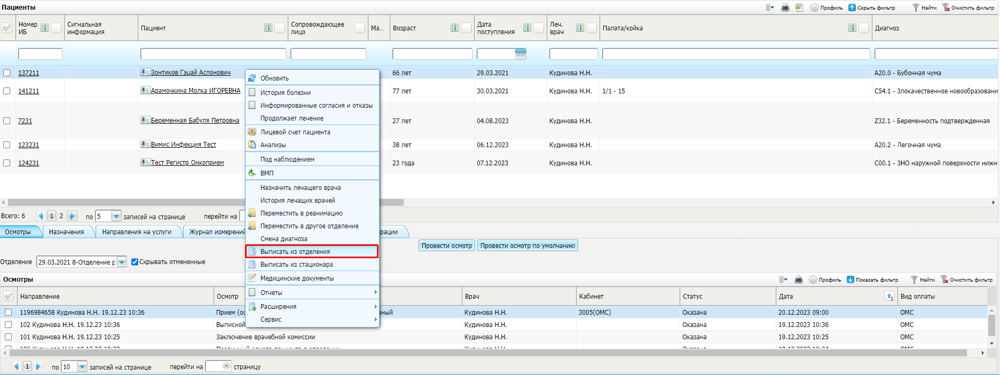 Пациенты
Профиль
Скрыть фильтр
Найти
Очистить фильтр
Номер ИБ
Сигнальная информация
Пациент
Сопровождающее лицо
Ма...
Возраст
Дата поступления
Леч. врач
Палата/койка
Диагноз
137211 Зонтиков Гэцай Аслонович 66 лет 29.03.2021 Кудинова Н.Н. A20.0 - Бубонная чума
141211 Арамочкина Молка ИГОРЕВНА 77 лет 30.03.2021 Кудинова Н.Н. 1/1 - 15 C54.1 - Злокачественное новообразовани
7231 Беременная Бабуля Петровна 27 лет 04.08.2023 Кудинова Н.Н. Z32.1 - Беременность подтвержденная
123231 Вимис Инфекция Тест 38 лет 06.12.2023 Кудинова Н.Н. A20.2 - Легочная чума
124231 Тест Регистр Онкоприем 23 года 07.12.2023 Кудинова Н.Н. C00.1 - ЗНО наружной поверхности нижн
Обновить
История болезни
Информированные согласия и отказы
Продолжает лечение
Лицевой счет пациента
Анализы
Под наблюдением
ВМП
Назначить лечащего врача
История лечащих врачей
Переместить в реанимацию
Переместить в другое отделение
Смена диагноза
Выписать из отделения
Выписать из стационара
Медицинские документы
Отчеты
Расширения
Сервис
Всего: 6 1 2 по 5 записей на странице перейти на
Осмотры
Назначения
Направления на услуги
Журнал измерений
рации
Провести осмотр
Провести осмотр по умолчанию
Отделение 29.03.2021 8-Отделение р Скрывать отмененные
Осмотры
Профиль
Показать фильтр
Найти
Очистить фильтр
Направление Осмотр Врач Кабинет Статус Дата 1 Вид оплаты
1196984658 Кудинова Н.Н. 19.12.23 10:36 Прием (ос чный Кудинова Н.Н. 3005(ОМС) Оказана 20.12.2023 09:00 ОМС
102 Кудинова Н.Н. 19.12.23 10:36 Выписной Кудинова Н.Н. Оказана 19.12.2023 10:36 ОМС
101 Кудинова Н.Н. 19.12.23 10:25 Заключение врачебной комиссии Кудинова Н.Н. Оказана 19.12.2023 10:25 ОМС
1 по 10 записей на странице перейти на страницу